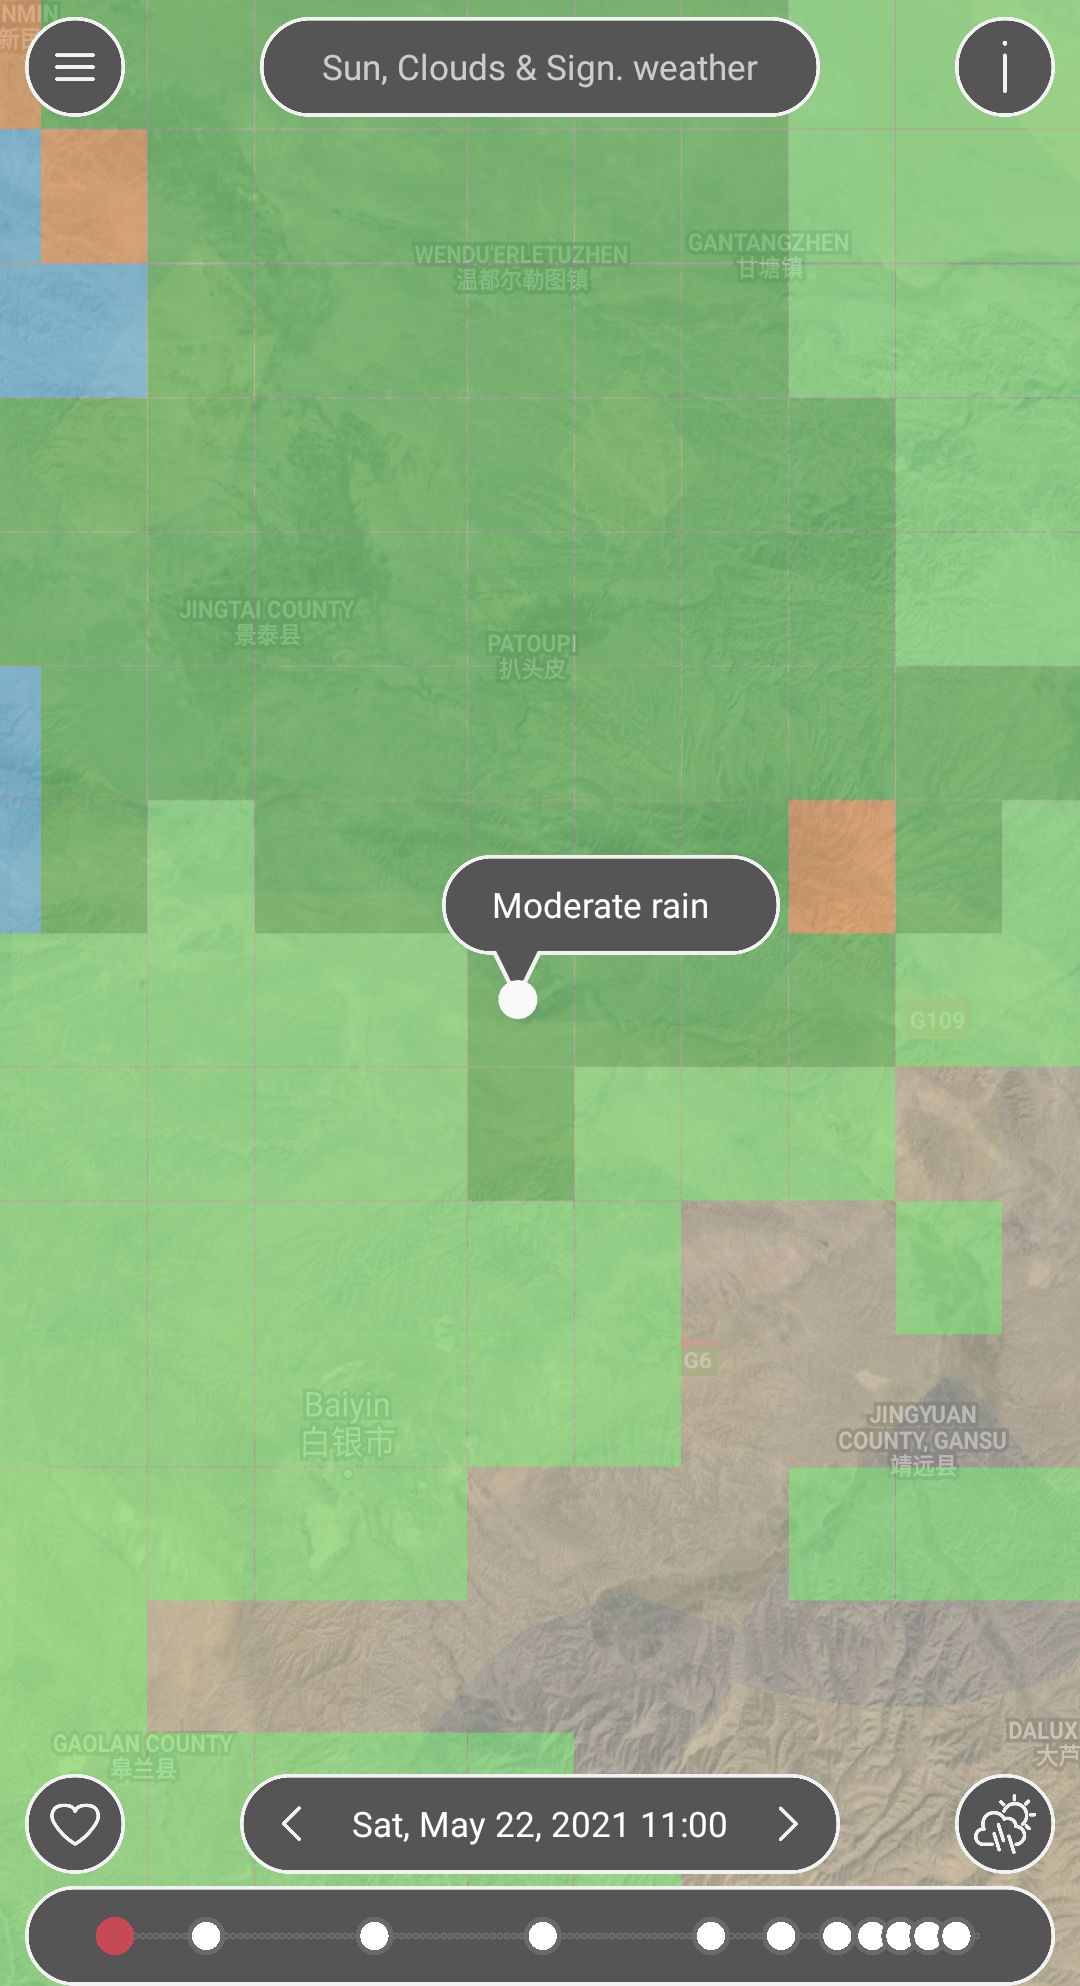 NMIN
新民
Sun, Clouds & Sign. weather
WENDU'ERLETUZHEN
温都尔勒图镇
GANTANGZHEN
甘塘镇
JINGTAI COUNTY
景泰县
PATOUPI
扒头皮
Moderate rain
G109
G6
Baiyin
白银市
JINGYUAN
COUNTY, GANSU
靖远县
GAOLAN COUNTY
皋兰县
DALUX
大芦
Sat, May 22, 2021 11:00